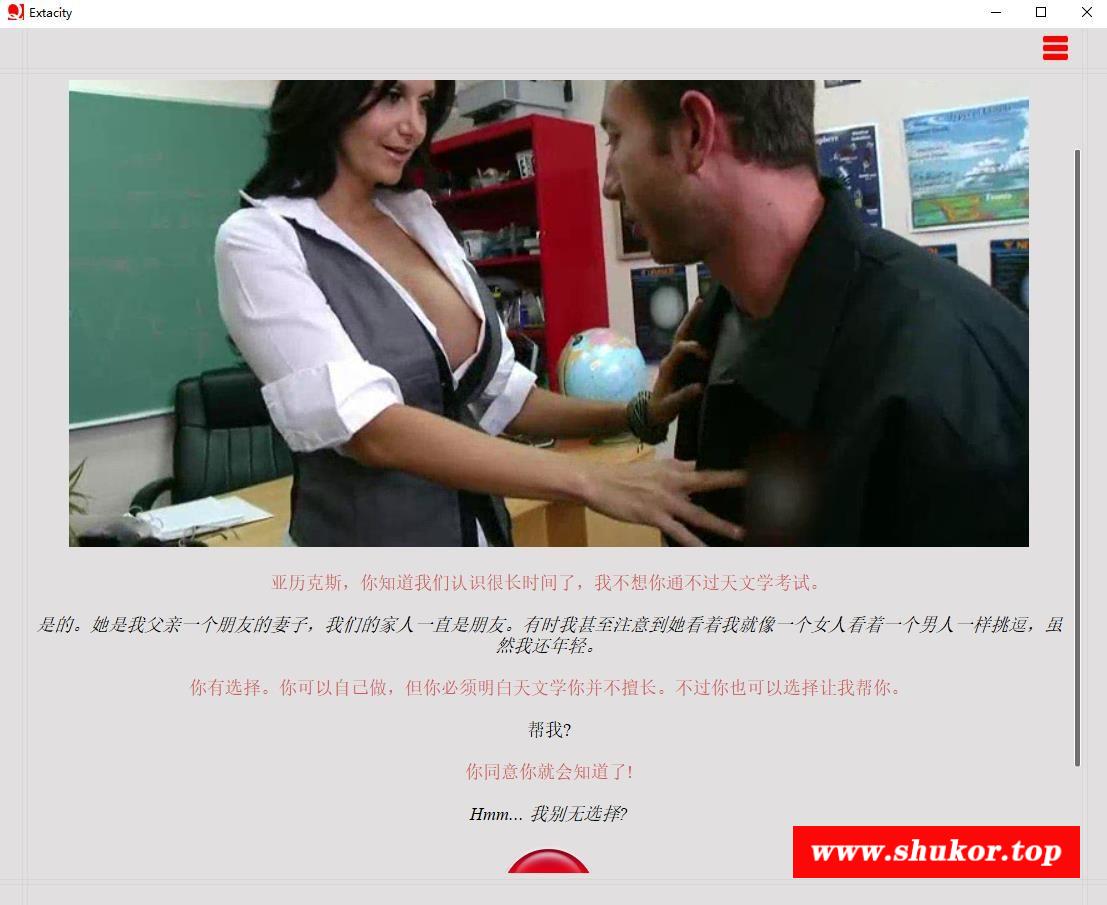 Extacity
亚历克斯，你知道我们认识很长时间了，我不想你通不过天文学考试。
是的。她是我父亲一个朋友的妻子，我们的家人一直是朋友。有时我甚至注意到她看着我就像一个女人看着一个男人一样挑逗，虽
然我还年轻。
你有选择。你可以自己做，但你必须明白天文学你并不擅长。不过你也可以选择让我帮你。
帮我?
你同意你就会知道了!
Hmm... 我别无选择?
www.shukor.top